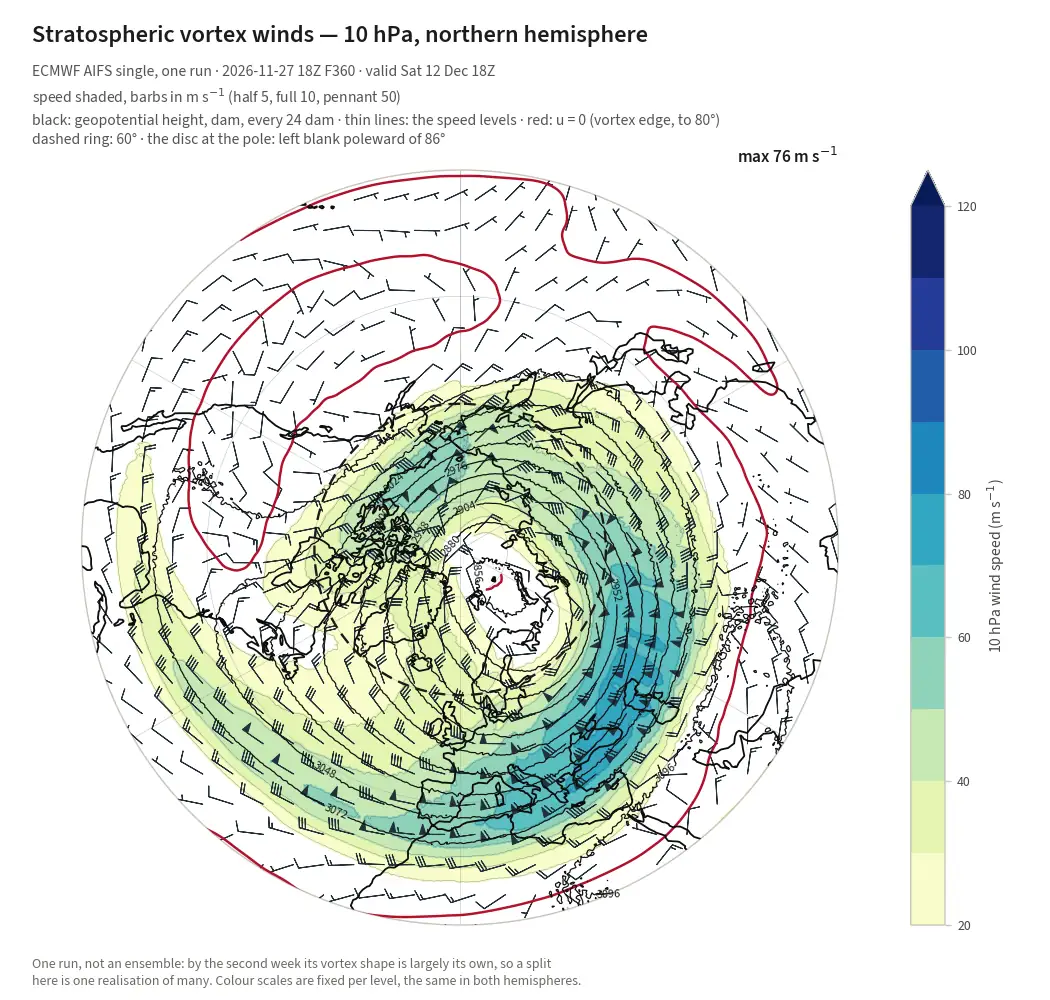 Stratospheric vortex winds — 10 hPa, northern hemisphere
ECMWF AIFS single, one run · 2026-11-27 18Z F360 · valid Sat 12 Dec 18Z
speed shaded, barbs in m s⁻¹ (half 5, full 10, pennant 50)
black: geopotential height, dam, every 24 dam · thin lines: the speed levels · red: u = 0 (vortex edge, to 80°)
dashed ring: 60° · the disc at the pole: left blank poleward of 86°
max 76 m s⁻¹
120
100
80
60
40
20
10 hPa wind speed (m s⁻¹)
2904
2880
2856
2952
3048
3072
3096
3096
One run, not an ensemble: by the second week its vortex shape is largely its own, so a split
here is one realisation of many. Colour scales are fixed per level, the same in both hemispheres.